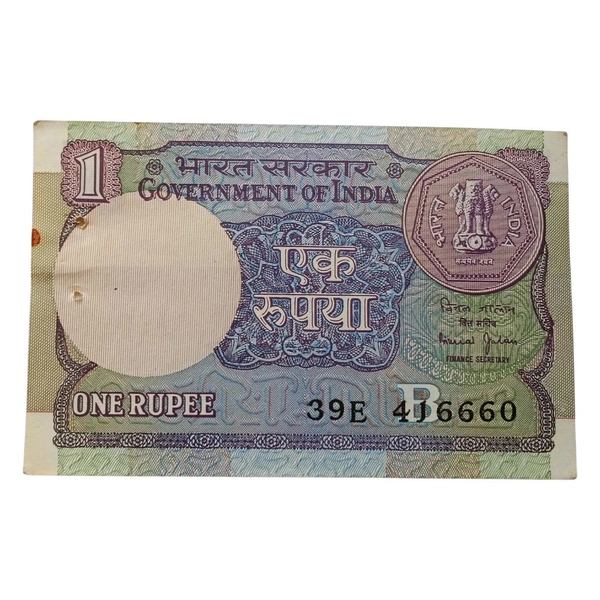 1
भारत सरकार
GOVERNMENT OF INDIA
भारत INDIA
सत्यमेव जयते
एक
रुपया
वित्त सचिव
FINANCE SECRETARY
B
ONE RUPEE
39E 416660